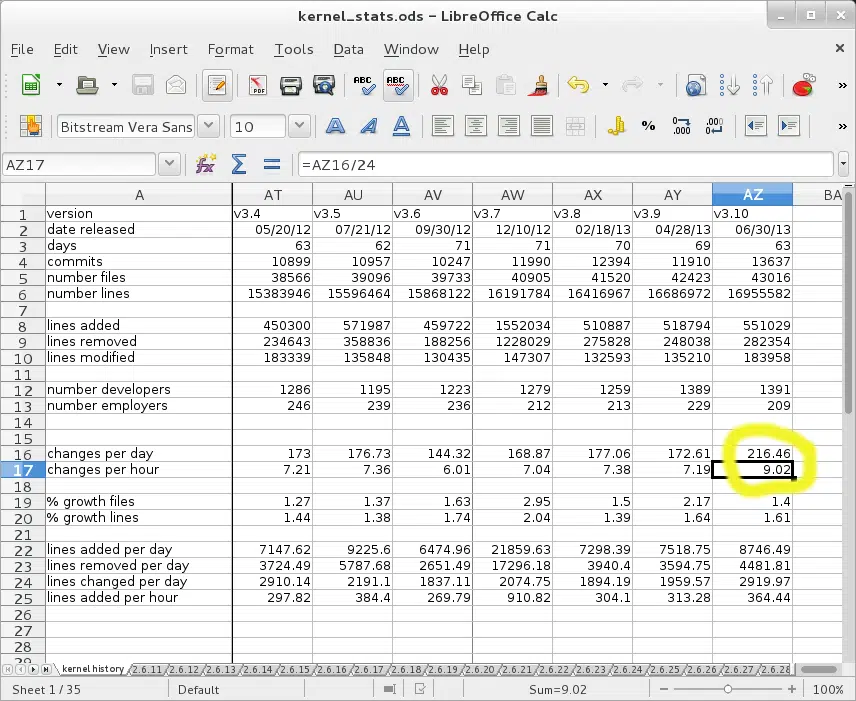 kernel_stats.ods – LibreOffice Calc
File Edit View Insert Format Tools Data Window Help
PDF ABC ABC
Bitstream Vera Sans 10 % .000 .000
AZ17 =AZ16/24
A AT AU AV AW AX AY AZ BA
1 version v3.4 v3.5 v3.6 v3.7 v3.8 v3.9 v3.10
2 date released 05/20/12 07/21/12 09/30/12 12/10/12 02/18/13 04/28/13 06/30/13
3 days 63 62 71 71 70 69 63
4 commits 10899 10957 10247 11990 12394 11910 13637
5 number files 38566 39096 39733 40905 41520 42423 43016
6 number lines 15383946 15596464 15868122 16191784 16416967 16686972 16955582
7
8 lines added 450300 571987 459722 1552034 510887 518794 551029
9 lines removed 234643 358836 188256 1228029 275828 248038 282354
10 lines modified 183339 135848 130435 147307 132593 135210 183958
11
12 number developers 1286 1195 1223 1279 1259 1389 1391
13 number employers 246 239 236 212 213 229 209
14
15
16 changes per day 173 176.73 144.32 168.87 177.06 172.61 216.46
17 changes per hour 7.21 7.36 6.01 7.04 7.38 7.19 9.02
18
19 % growth files 1.27 1.37 1.63 2.95 1.5 2.17 1.4
20 % growth lines 1.44 1.38 1.74 2.04 1.39 1.64 1.61
21
22 lines added per day 7147.62 9225.6 6474.96 21859.63 7298.39 7518.75 8746.49
23 lines removed per day 3724.49 5787.68 2651.49 17296.18 3940.4 3594.75 4481.81
24 lines changed per day 2910.14 2191.1 1837.11 2074.75 1894.19 1959.57 2919.97
25 lines added per hour 297.82 384.4 269.79 910.82 304.1 313.28 364.44
26
27
28
29
kernel history 2.6.11 2.6.12 2.6.13 2.6.14 2.6.15 2.6.16 2.6.17 2.6.18 2.6.19 2.6.20 2.6.21 2.6.22 2.6.23 2.6.24 2.6.25 2.6.26 2.6.27 2.6.28
Sheet 1 / 35 Default Sum=9.02 100%